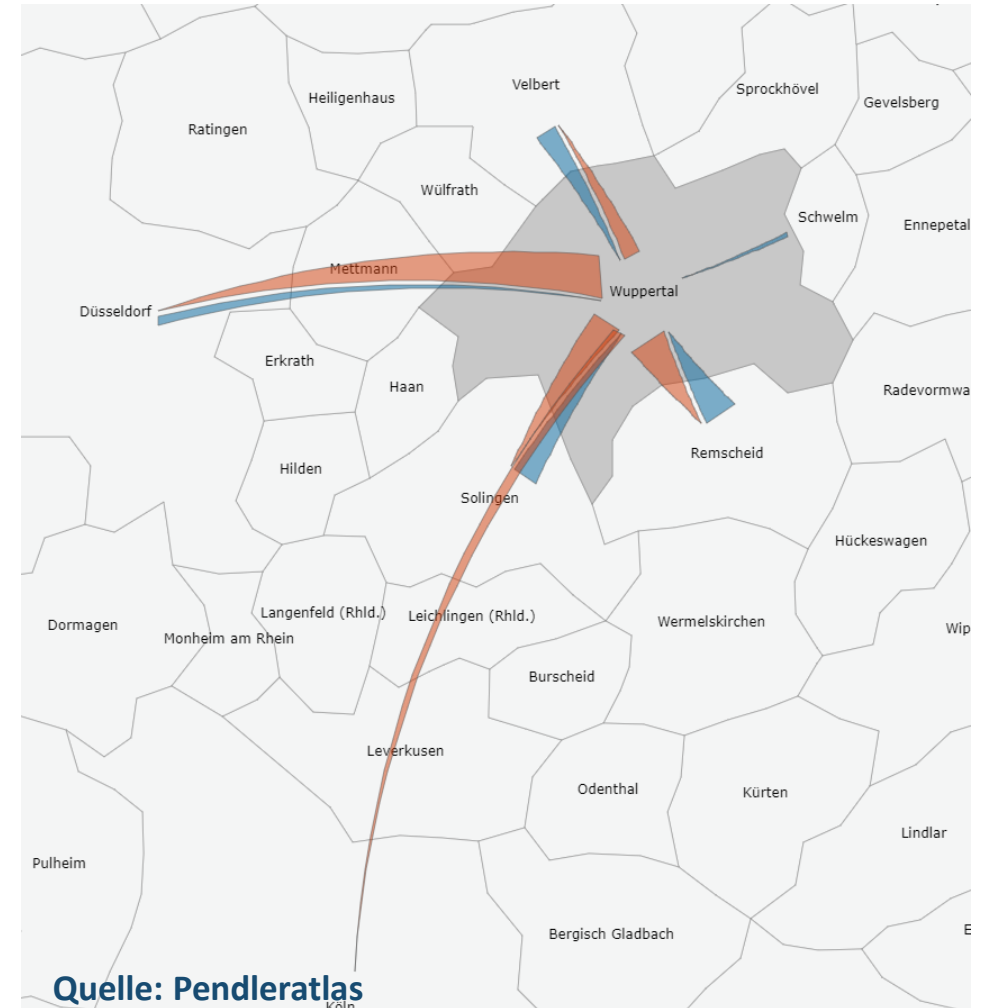 Velbert
Sprockhövel
Heiligenhaus
Gevelsberg
Ratingen
Wülfrath
Schwelm
Ennepetal
Mettmann
Wuppertal
Düsseldorf
Erkrath
Haan
Radevormwa
Remscheid
Hilden
Solingen
Hückeswagen
Langenfeld (Rhld.)
Leichlingen (Rhld.)
Dormagen
Wermelskirchen
Wip
Monheim am Rhein
Burscheid
Leverkusen
Odenthal
Kürten
Lindlar
Pulheim
Bergisch Gladbach
E
Quelle: Pendleratlas
Köln